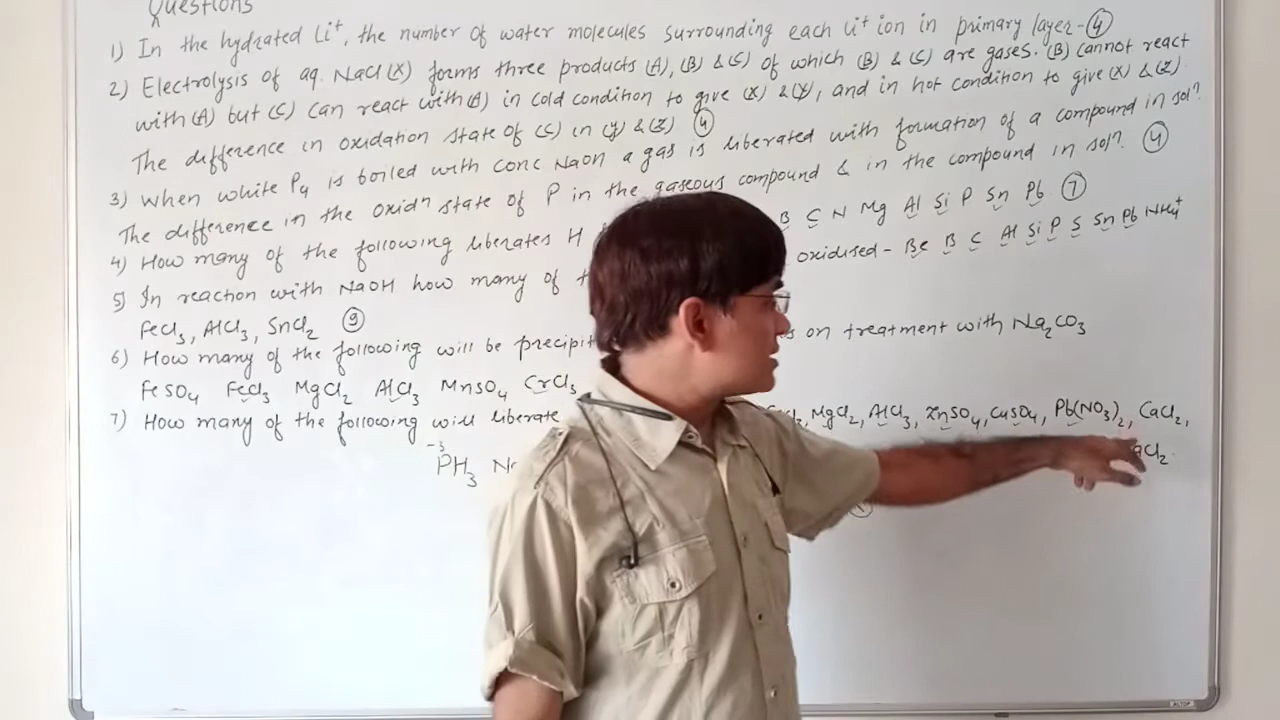 Questions
1) In the hydrated Li⁺, the number of water molecules surrounding each Li⁺ ion in primary layer - ④
2) Electrolysis of aq. NaCl (X) forms three products (A), (B) & (C) of which (B) & (C) are gases. (B) cannot react
with (A) but (C) can react with (A) in cold condition to give (X) & (Y), and in hot condition to give (X) & (Z).
The difference in oxidation state of (C) in (Y) & (Z) ④
3) When white P₄ is boiled with conc NaOH a gas is liberated with formation of a compound in solⁿ.
The difference in the oxidⁿ state of P in the gaseous compound & in the compound in solⁿ. ④
4) How many of the following liberates H B C N Mg Al Si P Sn Pb ⑦
5) In reaction with NaOH how many of oxidised - Be B C Al Si P S Sn Pb NH₄⁺
FeCl₃, AlCl₃, SnCl₂ ⑨
6) How many of the following will be on treatment with Na₂CO₃
FeSO₄ FeCl₃ MgCl₂ AlCl₃ MnSO₄ CrCl₃
7) How many of the following will liberate MgCl₂, AlCl₃, ZnSO₄, CuSO₄, Pb(NO₃)₂, CaCl₂,
-3
PH₃
ALTOP